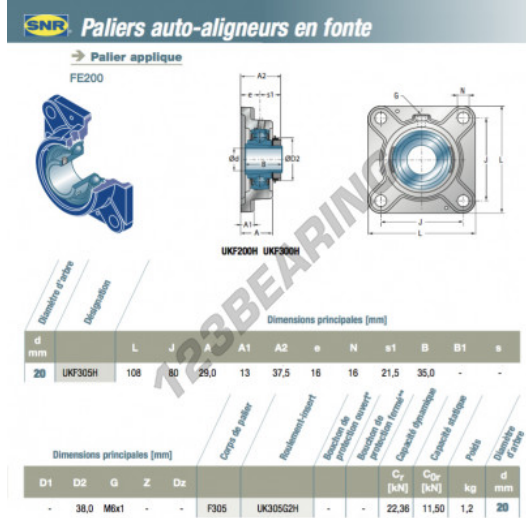 SNR Paliers auto-aligneurs en fonte
Palier applique
FE200
A2
e s1
G N
Ød B ØD2
J L
A1
A
J
L
UKF200H UKF300H
123BEARING
Diamètre d'arbre Désignation
Dimensions principales [mm]
d mm L J A A1 A2 e N s1 B B1 s
20 UKF305H 108 80 29,0 13 37,5 16 16 21,5 35,0 - -
Dimensions principales [mm] Corps de palier Roulement-insert Bouchon de protection ouvert* Bouchon de protection fermé** Capacité dynamique Capacité statique Poids Diamètre d'arbre
D1 D2 G Z Dz Cr [kN] C0r [kN] kg d mm
- 38,0 M6x1 - - F305 UK305G2H - - 22,36 11,50 1,2 20